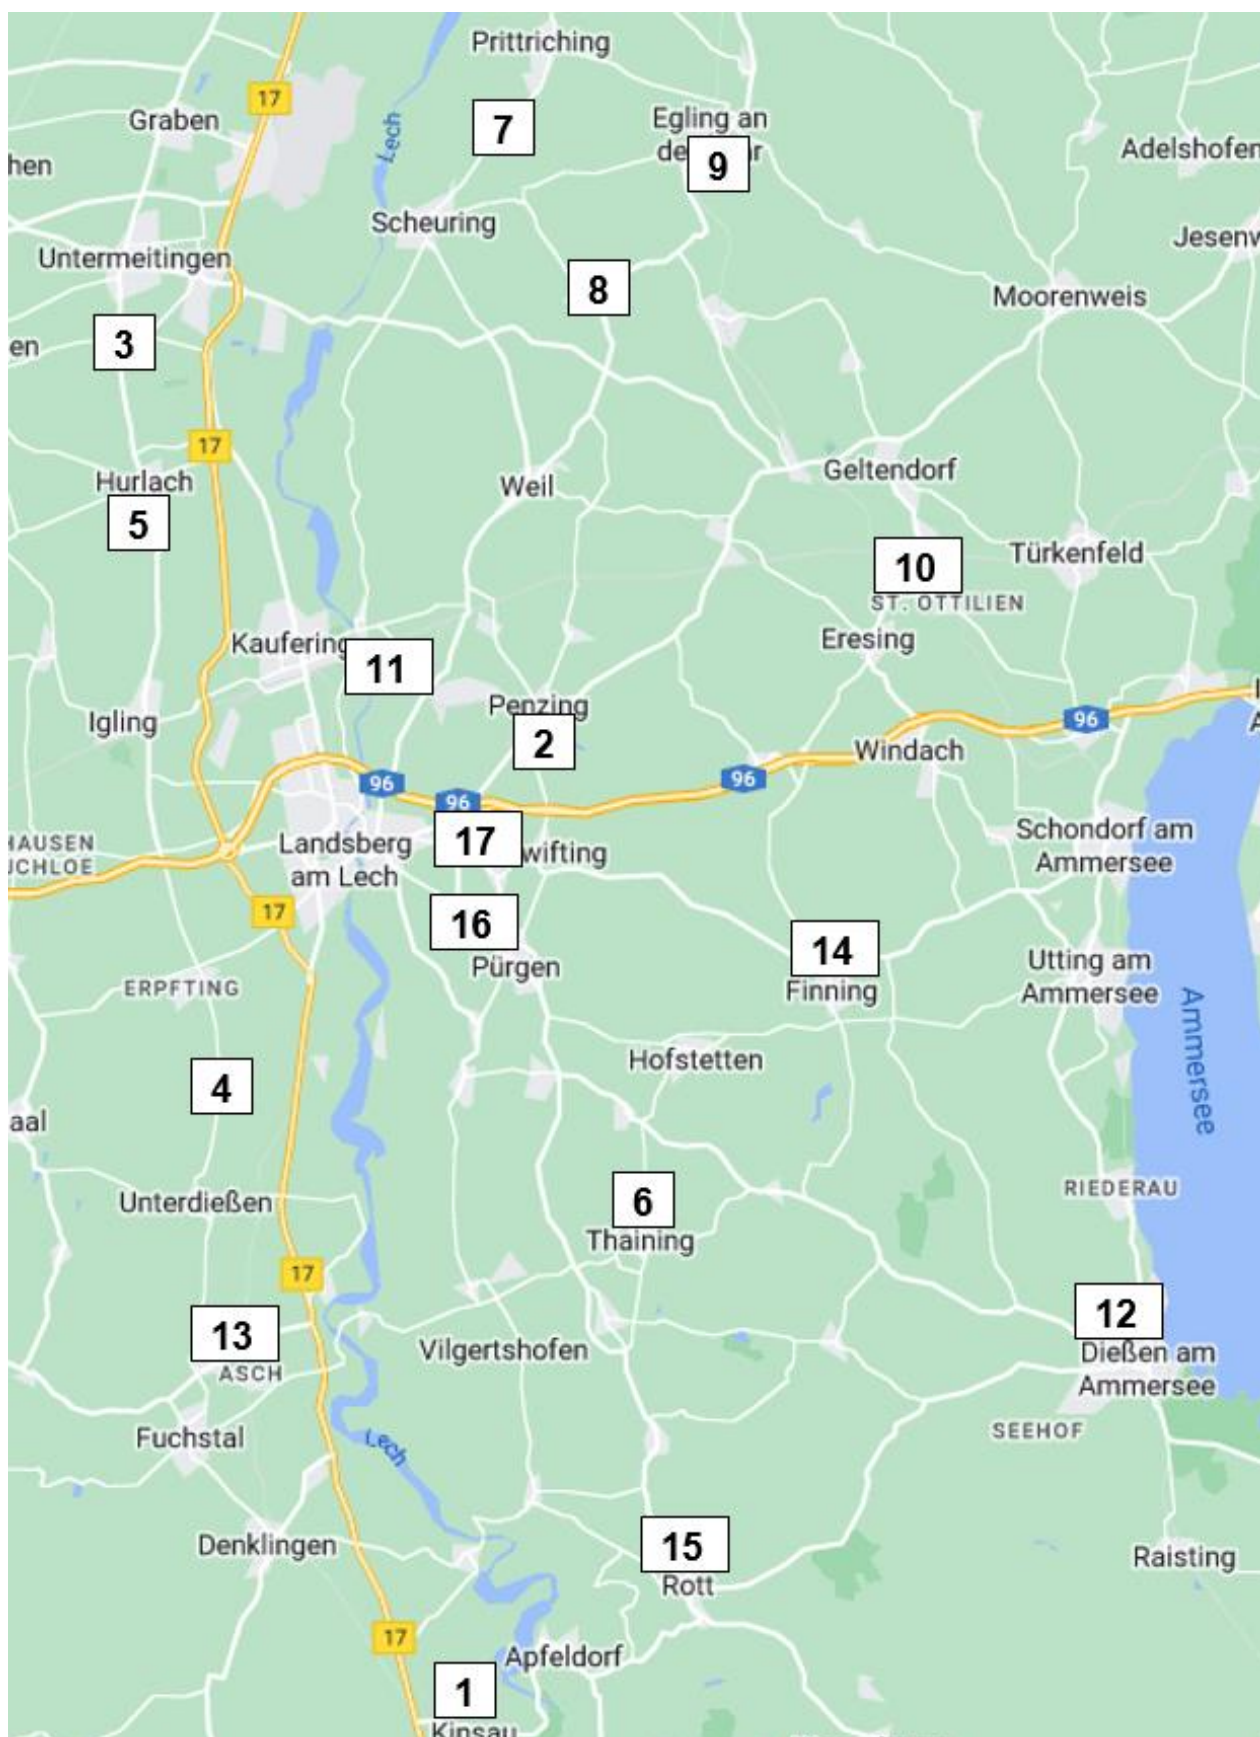 Prittriching
17
Lech
7
Egling an
9
Graben
Adelshofen
hen
Scheuring
Jesenw
Untermeitingen
8
Moorenweis
3
en
17
Hurlach
Weil
Geltendorf
5
10
Türkenfeld
ST. OTTILIEN
Eresing
Kaufering
11
Igling
Penzing
2
96
Windach
96
96
96
17
HAUSEN
UCHLOE
Landsberg
am Lech
wifting
Schondorf am
Ammersee
17
16
Pürgen
14
Finning
Utting am
Ammersee
ERPFTING
Ammersee
Hofstetten
4
aal
Unterdießen
6
Thaining
RIEDERAU
17
13
ASCH
Vilgertshofen
12
Dießen am
Ammersee
Fuchstal
Lech
SEEHOF
Denklingen
15
Rott
Raisting
17
Apfeldorf
1
Kinsau